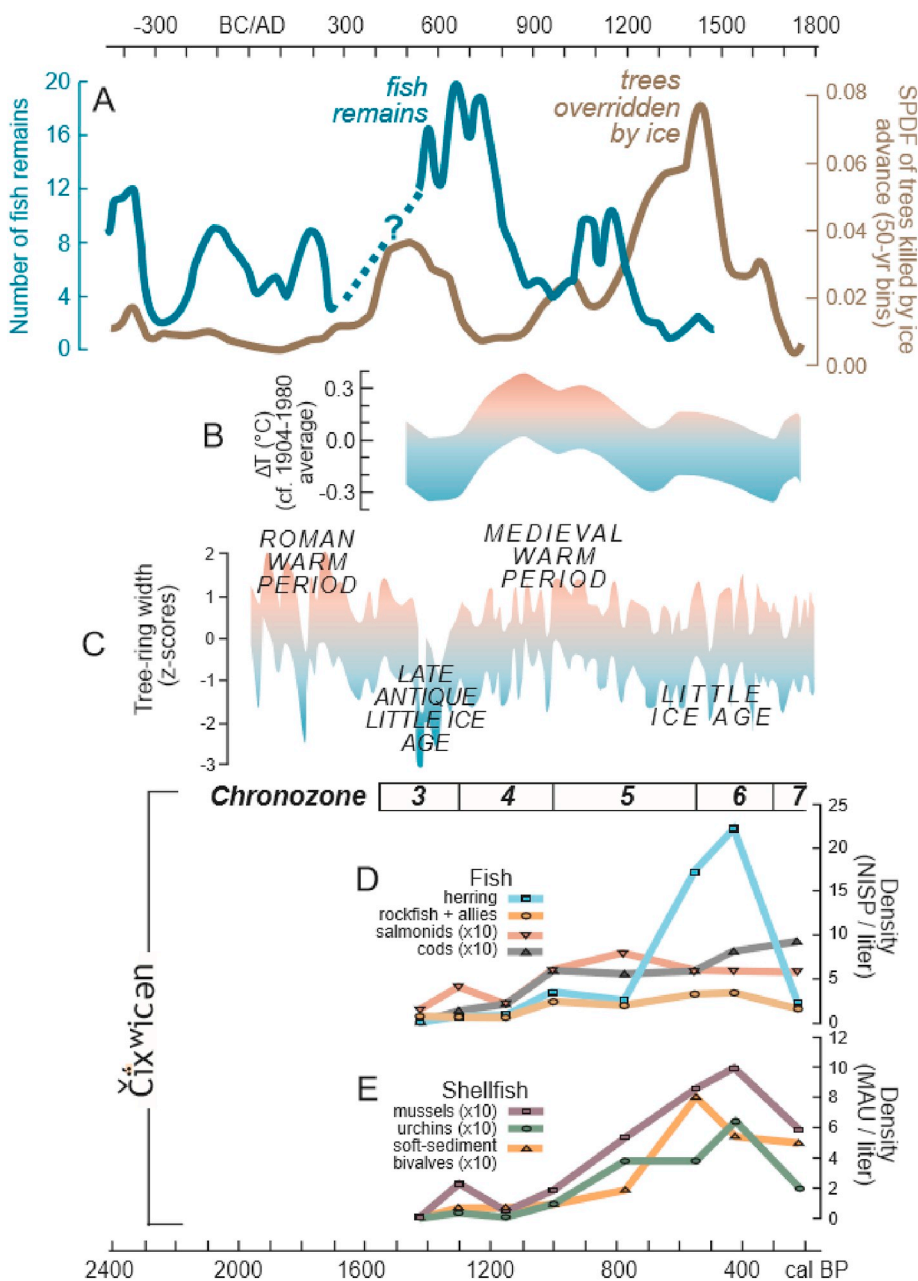 -300 BC/AD 300 600 900 1200 1500 1800
A
20
16
12
8
4
0
Number of fish remains
fish
remains
?
trees
overridden
by ice
0.08
0.06
0.04
0.02
0.00
SPDF of trees killed by ice
advance (50-yr bins)
B
ΔT (°C)
(cf. 1904–1980
average)
0.3
0.0
-0.3
C
Tree-ring width
(z-scores)
2
1
0
-1
-2
-3
ROMAN
WARM
PERIOD
MEDIEVAL
WARM
PERIOD
LATE
ANTIQUE
LITTLE ICE
AGE
LITTLE
ICE AGE
Chronozone 3 4 5 6 7
Čḯxʷicən
D
Fish
herring
rockfish + allies
salmonids (x10)
cods (x10)
25
20
15
10
5
0
Density
(NISP / liter)
E
Shellfish
mussels (x10)
urchins (x10)
soft-sediment
bivalves (x10)
12
10
8
6
4
2
0
Density
(MAU / liter)
2400 2000 1600 1200 800 400 cal BP